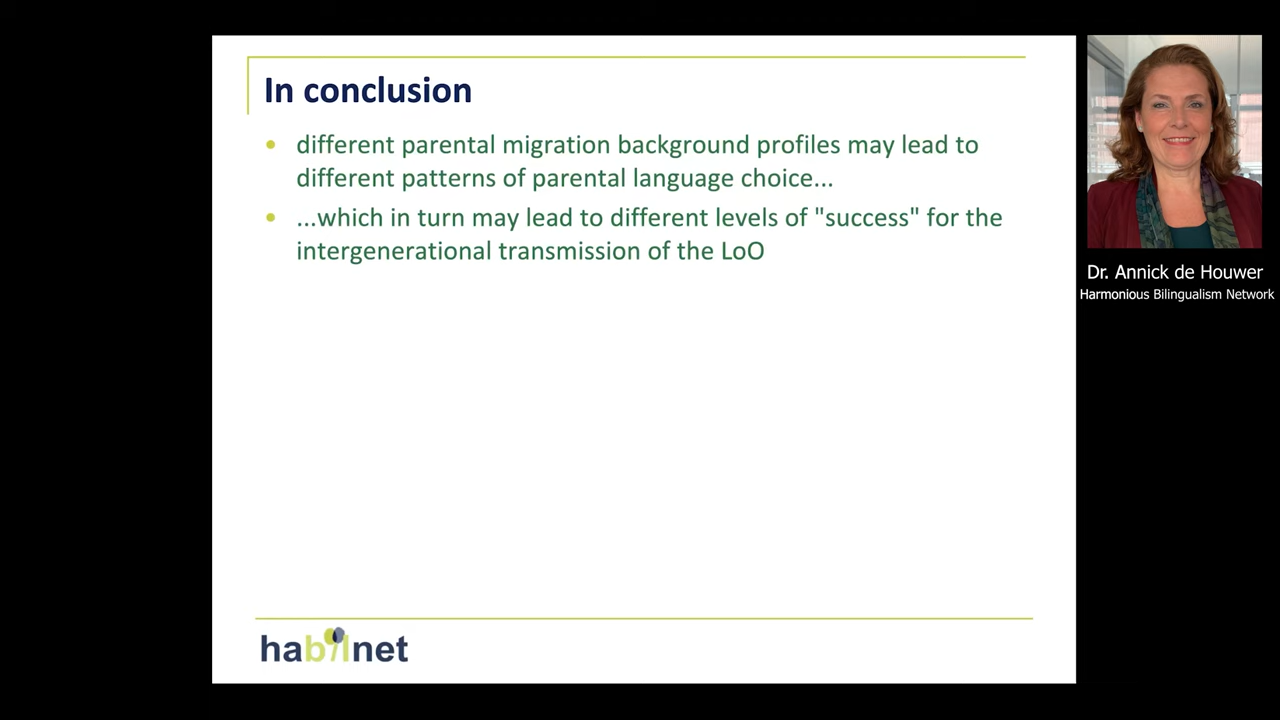 In conclusion
• different parental migration background profiles may lead to
different patterns of parental language choice...
• ...which in turn may lead to different levels of "success" for the
intergenerational transmission of the LoO
habilnet
Dr. Annick de Houwer
Harmonious Bilingualism Network